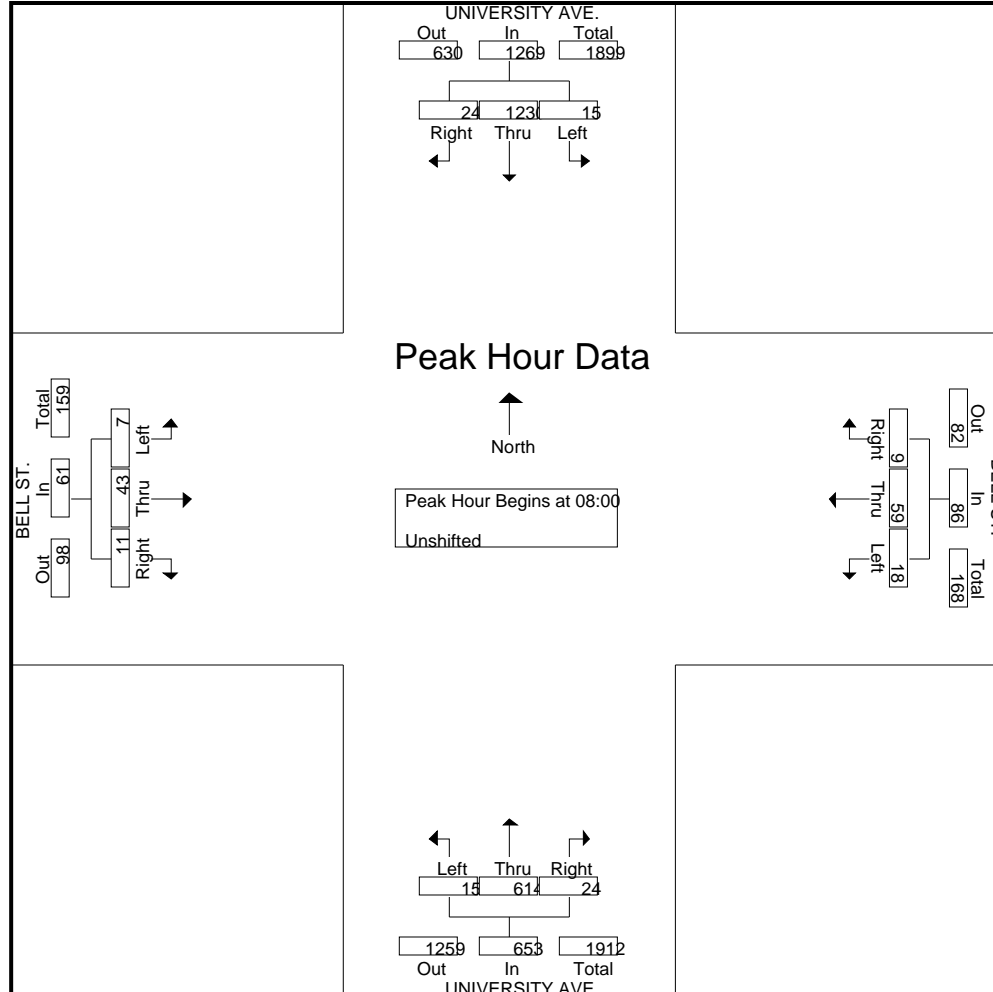 UNIVERSITY AVE.
Out In Total
630 1269 1899
24 1230 15
Right Thru Left
Peak Hour Data
North
Peak Hour Begins at 08:00
Unshifted
BELL ST.
Total In Out
159 61 98
7 43 11
Left Thru Right
Right Thru Left
9 59 18
Out In Total
82 86 168
Left Thru Right
15 614 24
1259 653 1912
Out In Total
UNIVERSITY AVE.